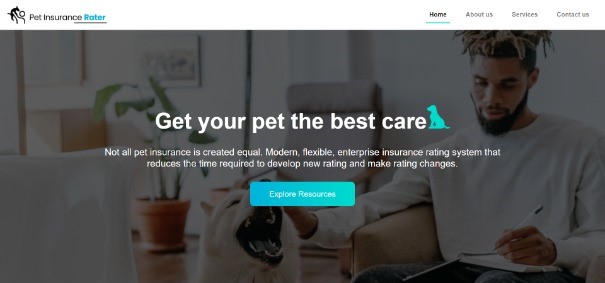 Pet Insurance Rater
Home About us Services Contact us
Get your pet the best care
Not all pet insurance is created equal. Modern, flexible, enterprise insurance rating system that
reduces the time required to develop new rating and make rating changes.
Explore Resources